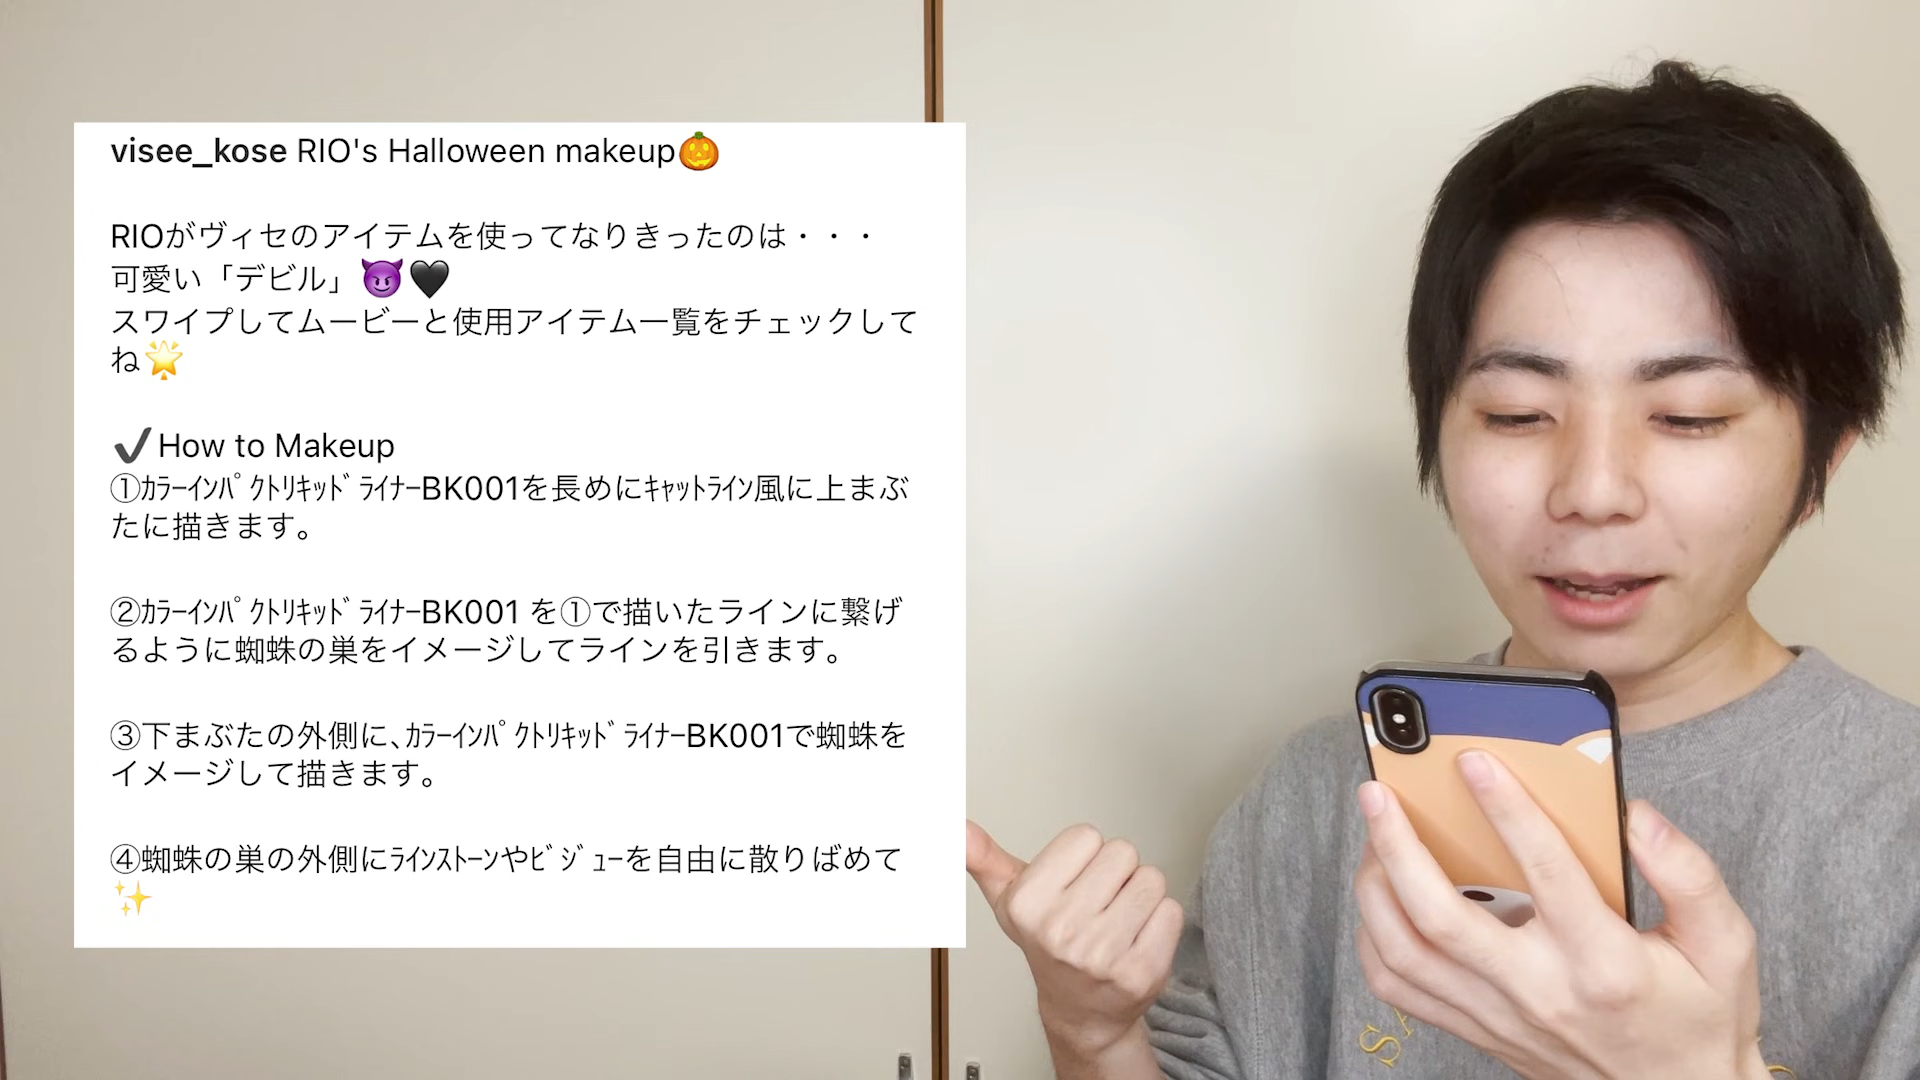 visee_kose RIO's Halloween makeup🎃
RIOがヴィセのアイテムを使ってなりきったのは・・・
可愛い「デビル」😈🖤
スワイプしてムービーと使用アイテム一覧をチェックして
ね🌟
✔How to Makeup
①ｶﾗｰｲﾝﾊﾟｸﾄﾘｷｯﾄﾞﾗｲﾅｰBK001を長めにｷｬｯﾄﾗｲﾝ風に上まぶ
たに描きます。
②ｶﾗｰｲﾝﾊﾟｸﾄﾘｷｯﾄﾞﾗｲﾅｰBK001 を①で描いたラインに繋げ
るように蜘蛛の巣をイメージしてラインを引きます。
③下まぶたの外側に､ｶﾗｰｲﾝﾊﾟｸﾄﾘｷｯﾄﾞﾗｲﾅｰBK001で蜘蛛を
イメージして描きます。
④蜘蛛の巣の外側にﾗｲﾝｽﾄｰﾝやﾋﾞｼﾞｭｰを自由に散りばめて
✨